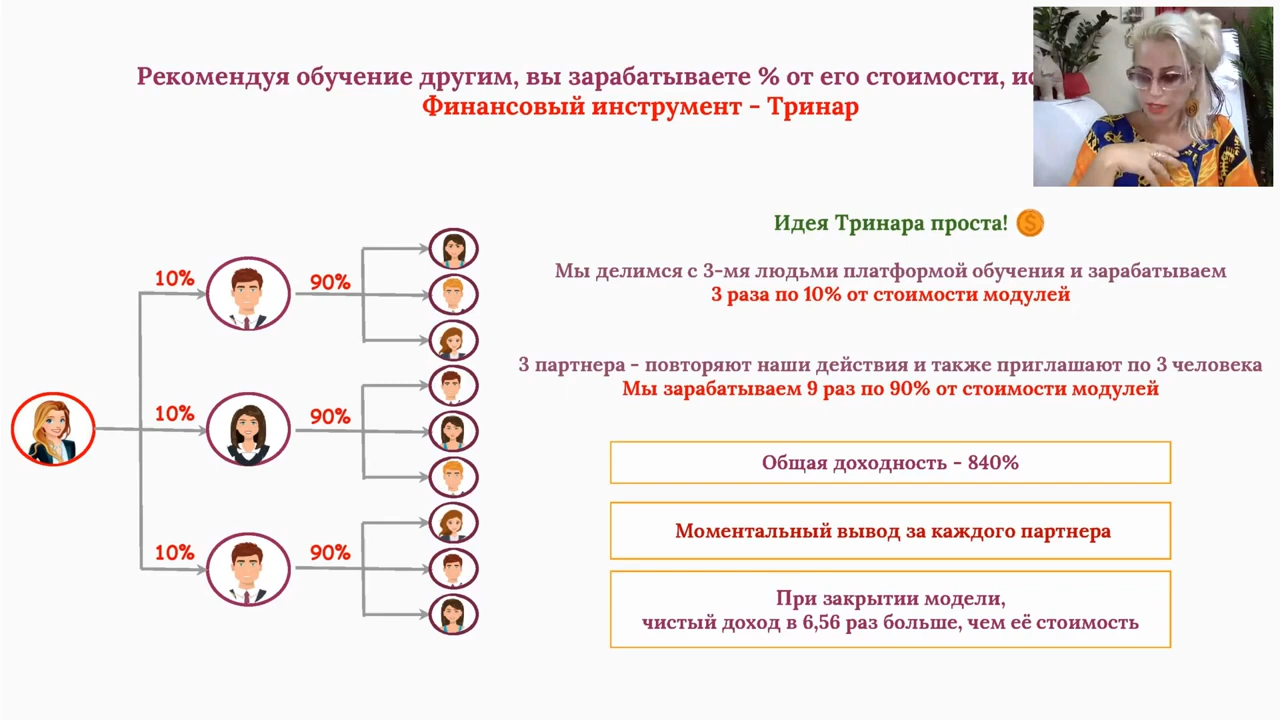 Рекомендуя обучение другим, вы зарабатываете % от его стоимости,
Финансовый инструмент - Тринар
Идея Тринара проста!
Мы делимся с 3-мя людьми платформой обучения и зарабатываем
3 раза по 10% от стоимости модулей
3 партнера - повторяют наши действия и также приглашают по 3 человека
Мы зарабатываем 9 раз по 90% от стоимости модулей
Общая доходность - 840%
Моментальный вывод за каждого партнера
При закрытии модели,
чистый доход в 6,56 раз больше, чем её стоимость
10%
90%
10%
90%
10%
90%